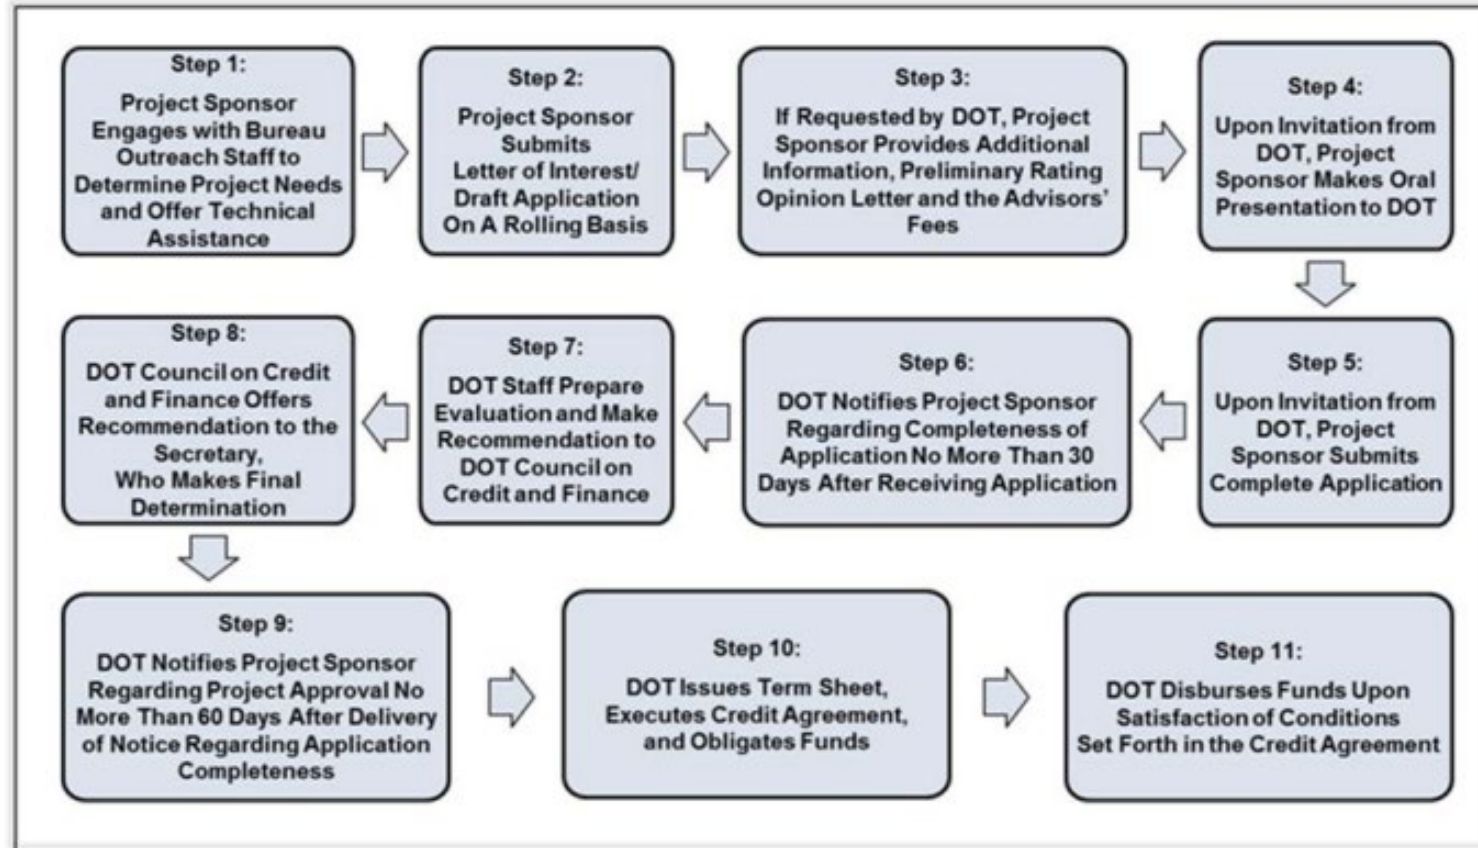 Step 1:
Project Sponsor
Engages with Bureau
Outreach Staff to
Determine Project Needs
and Offer Technical
Assistance
Step 2:
Project Sponsor
Submits
Letter of Interest/
Draft Application
On A Rolling Basis
Step 3:
If Requested by DOT, Project
Sponsor Provides Additional
Information, Preliminary Rating
Opinion Letter and the Advisors'
Fees
Step 4:
Upon Invitation from
DOT, Project
Sponsor Makes Oral
Presentation to DOT
Step 5:
Upon Invitation from
DOT, Project
Sponsor Submits
Complete Application
Step 6:
DOT Notifies Project Sponsor
Regarding Completeness of
Application No More Than 30
Days After Receiving Application
Step 7:
DOT Staff Prepare
Evaluation and Make
Recommendation to
DOT Council on
Credit and Finance
Step 8:
DOT Council on Credit
and Finance Offers
Recommendation to the
Secretary,
Who Makes Final
Determination
Step 9:
DOT Notifies Project Sponsor
Regarding Project Approval No
More Than 60 Days After Delivery
of Notice Regarding Application
Completeness
Step 10:
DOT Issues Term Sheet,
Executes Credit Agreement,
and Obligates Funds
Step 11:
DOT Disburses Funds Upon
Satisfaction of Conditions
Set Forth in the Credit Agreement